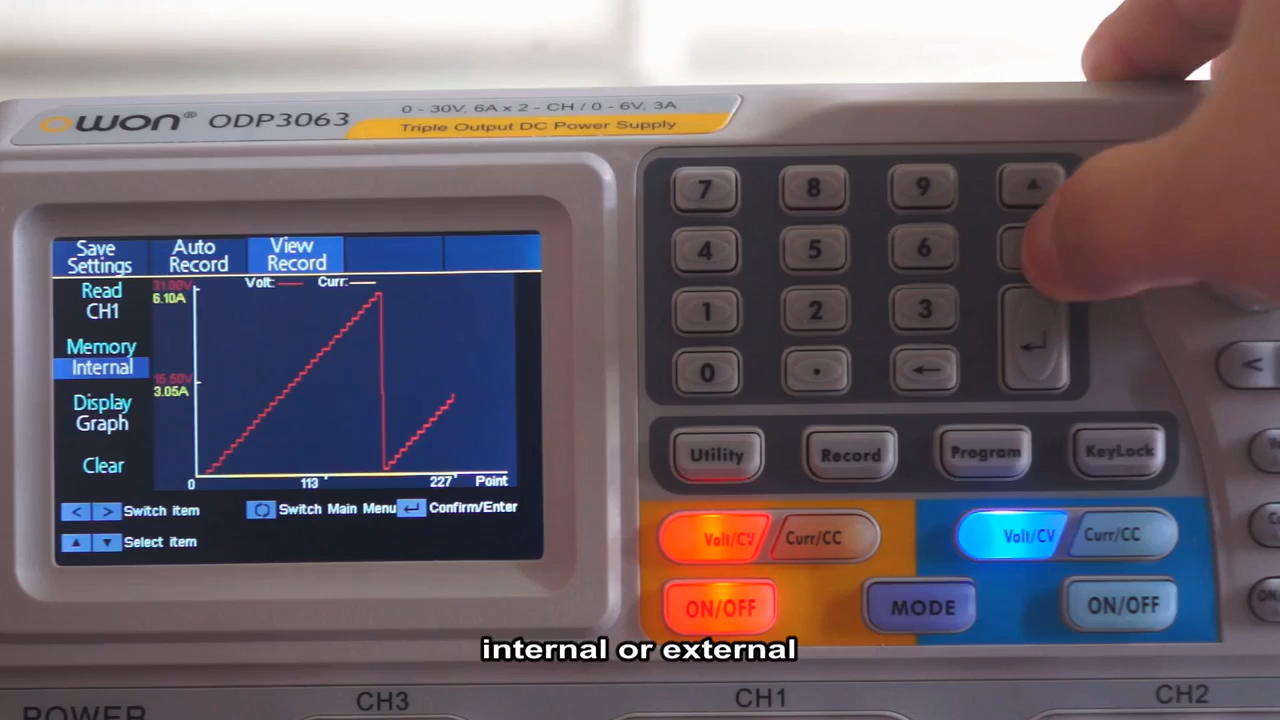 OWON® ODP3063
0 - 30V, 6A x 2 - CH / 0 - 6V, 3A
Triple Output DC Power Supply
Save Settings
Auto Record
View Record
Read
CH1
Memory
Internal
Display
Graph
Clear
31.00V
6.10A
15.50V
3.05A
Volt: Curr:
0 113 227 Point
< > Switch item
Switch Main Menu
Confirm/Enter
▲ ▼ Select item
7 8 9 ▲
4 5 6
1 2 3
0 . ←
Utility Record Program KeyLock
Volt/CV Curr/CC Volt/CV Curr/CC
ON/OFF MODE ON/OFF
<
internal or external
POWER CH3 CH1 CH2